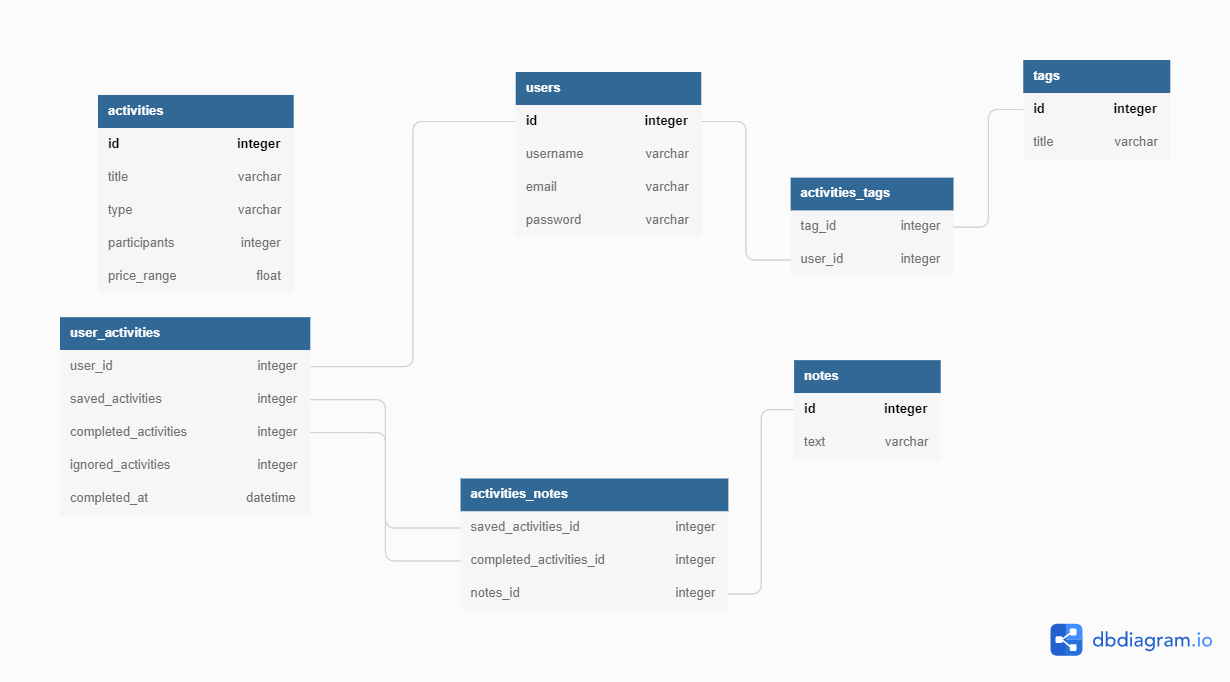 activities
id integer
title varchar
type varchar
participants integer
price_range float
user_activities
user_id integer
saved_activities integer
completed_activities integer
ignored_activities integer
completed_at datetime
users
id integer
username varchar
email varchar
password varchar
activities_notes
saved_activities_id integer
completed_activities_id integer
notes_id integer
activities_tags
tag_id integer
user_id integer
notes
id integer
text varchar
tags
id integer
title varchar
dbdiagram.io